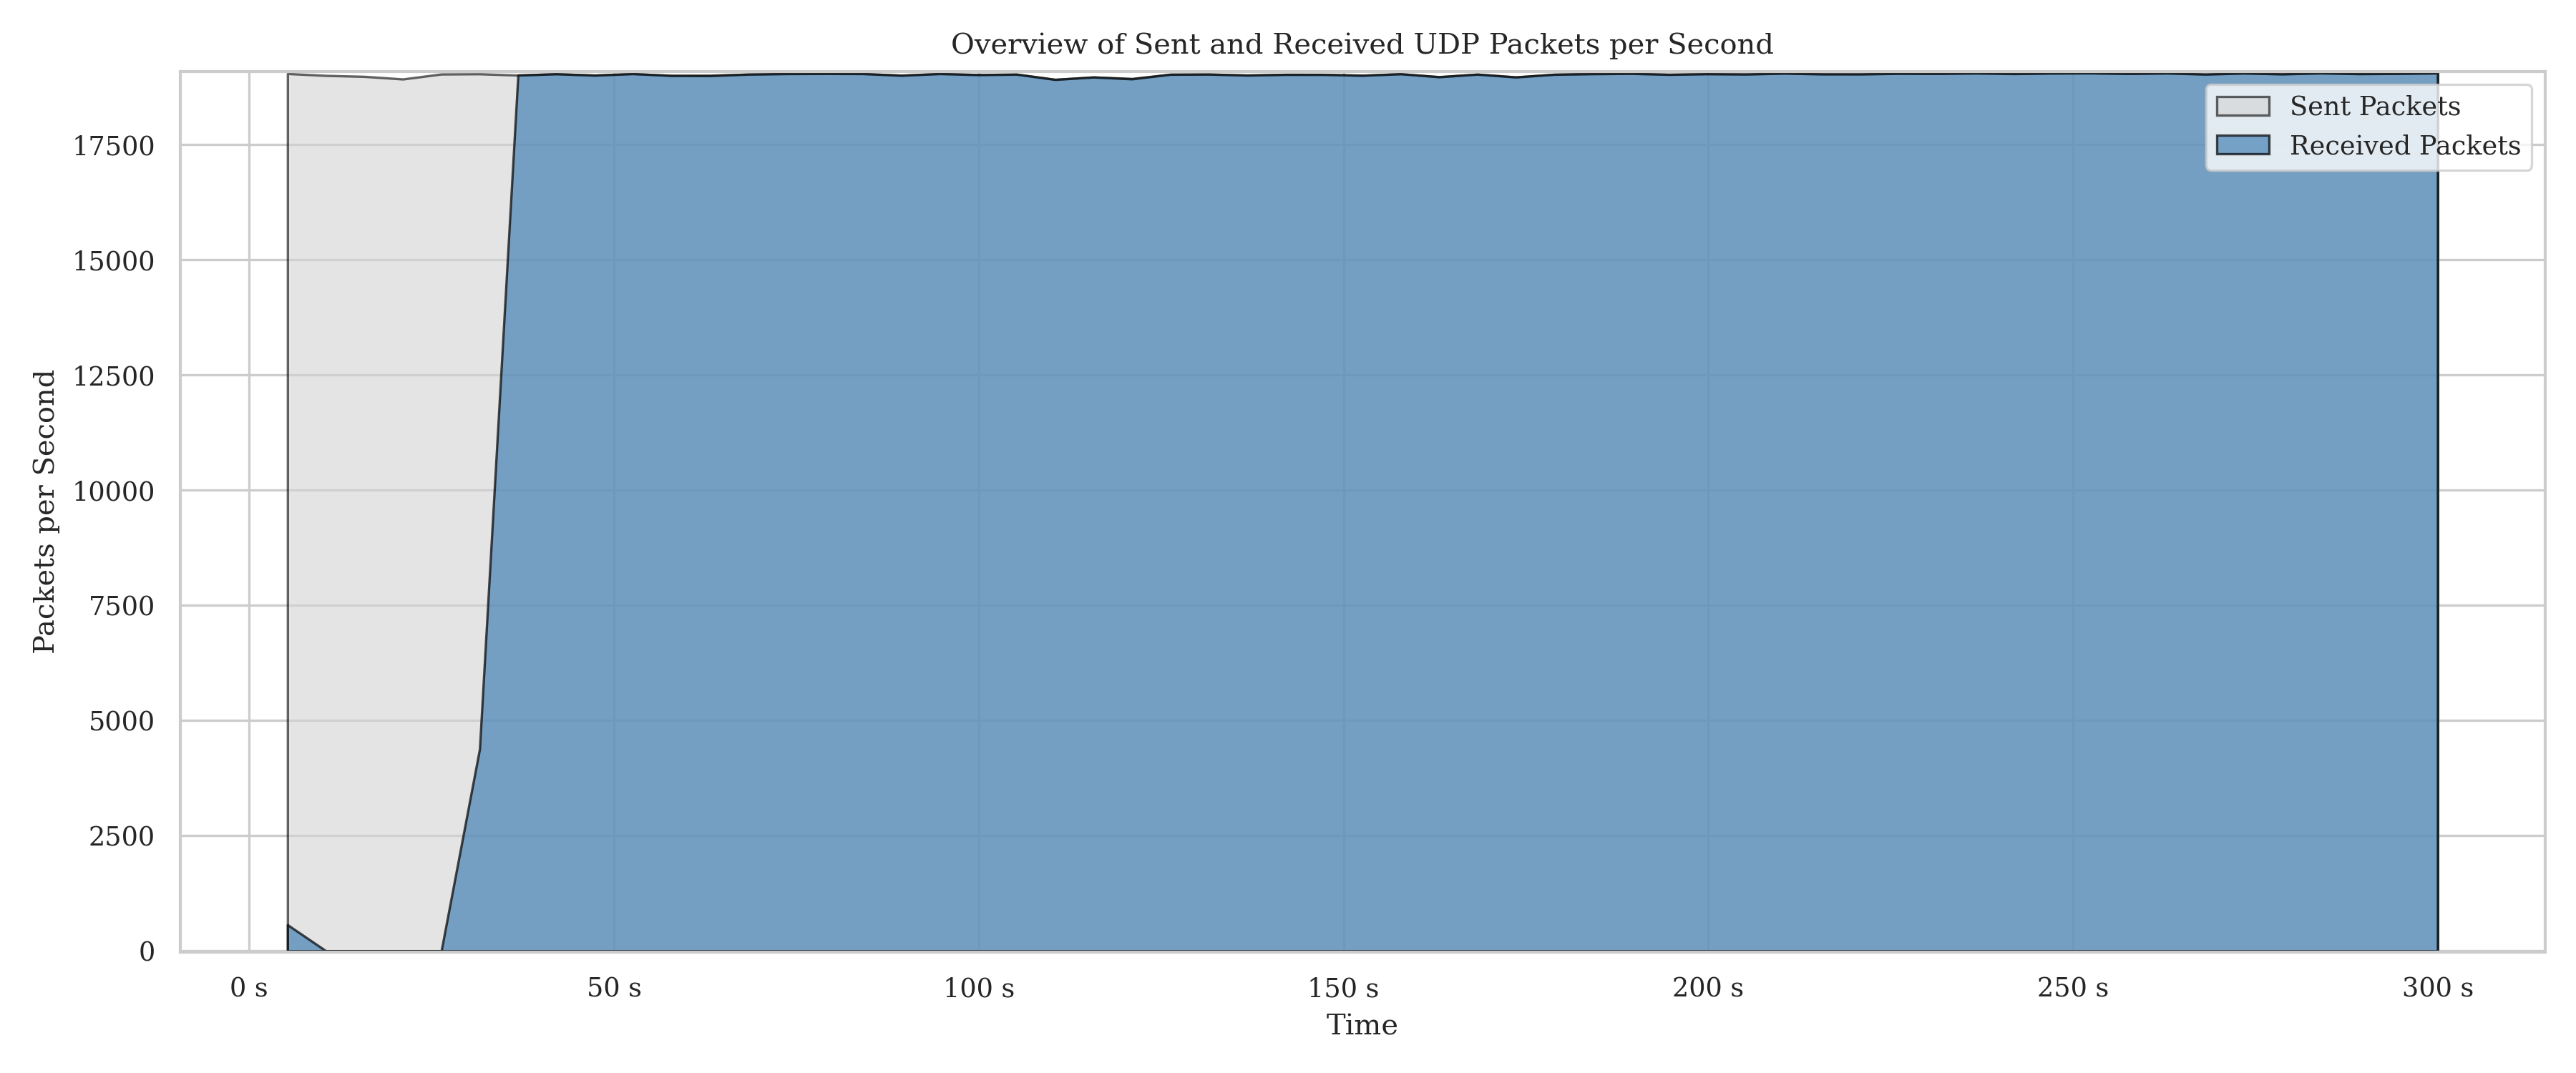 Overview of Sent and Received UDP Packets per Second
Sent Packets
Received Packets
Packets per Second
17500
15000
12500
10000
7500
5000
2500
0
0 s
50 s
100 s
150 s
200 s
250 s
300 s
Time